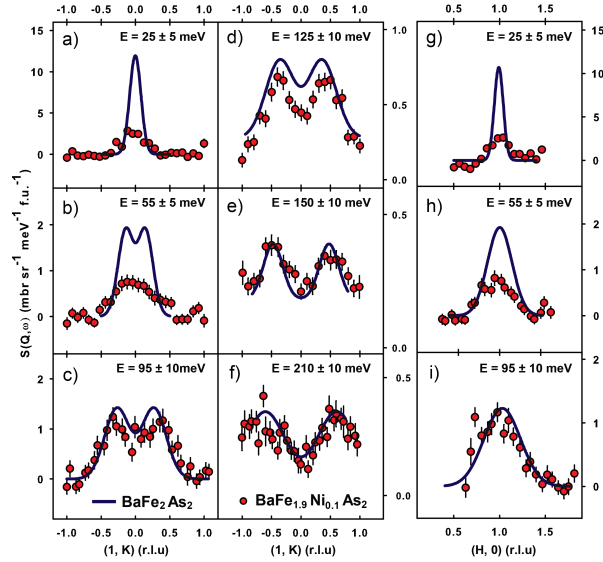 -1.0 -0.5 0.0 0.5 1.0
-1.0 -0.5 0.0 0.5 1.0
0.5 1.0 1.5
a) E = 25 ± 5 meV
15
10
5
0
d) E = 125 ± 10 meV
1.0
0.5
0.0
g) E = 25 ± 5 meV
15
10
5
0
S(Q,ω) (mbr sr⁻¹ meV⁻¹ f.u.⁻¹)
b) E = 55 ± 5 meV
2
1
0
e) E = 150 ± 10 meV
0.5
0.0
h) E = 55 ± 5 meV
2
1
0
c) E = 95 ± 10meV
2
1
0
f) E = 210 ± 10 meV
0.5
0.0
i) E = 95 ± 10 meV
2
1
0
BaFe₂As₂
BaFe₁.₉Ni₀.₁As₂
-1.0 -0.5 0.0 0.5 1.0
-1.0 -0.5 0.0 0.5 1.0
0.5 1.0 1.5
(1, K) (r.l.u)
(1, K) (r.l.u)
(H, 0) (r.l.u)